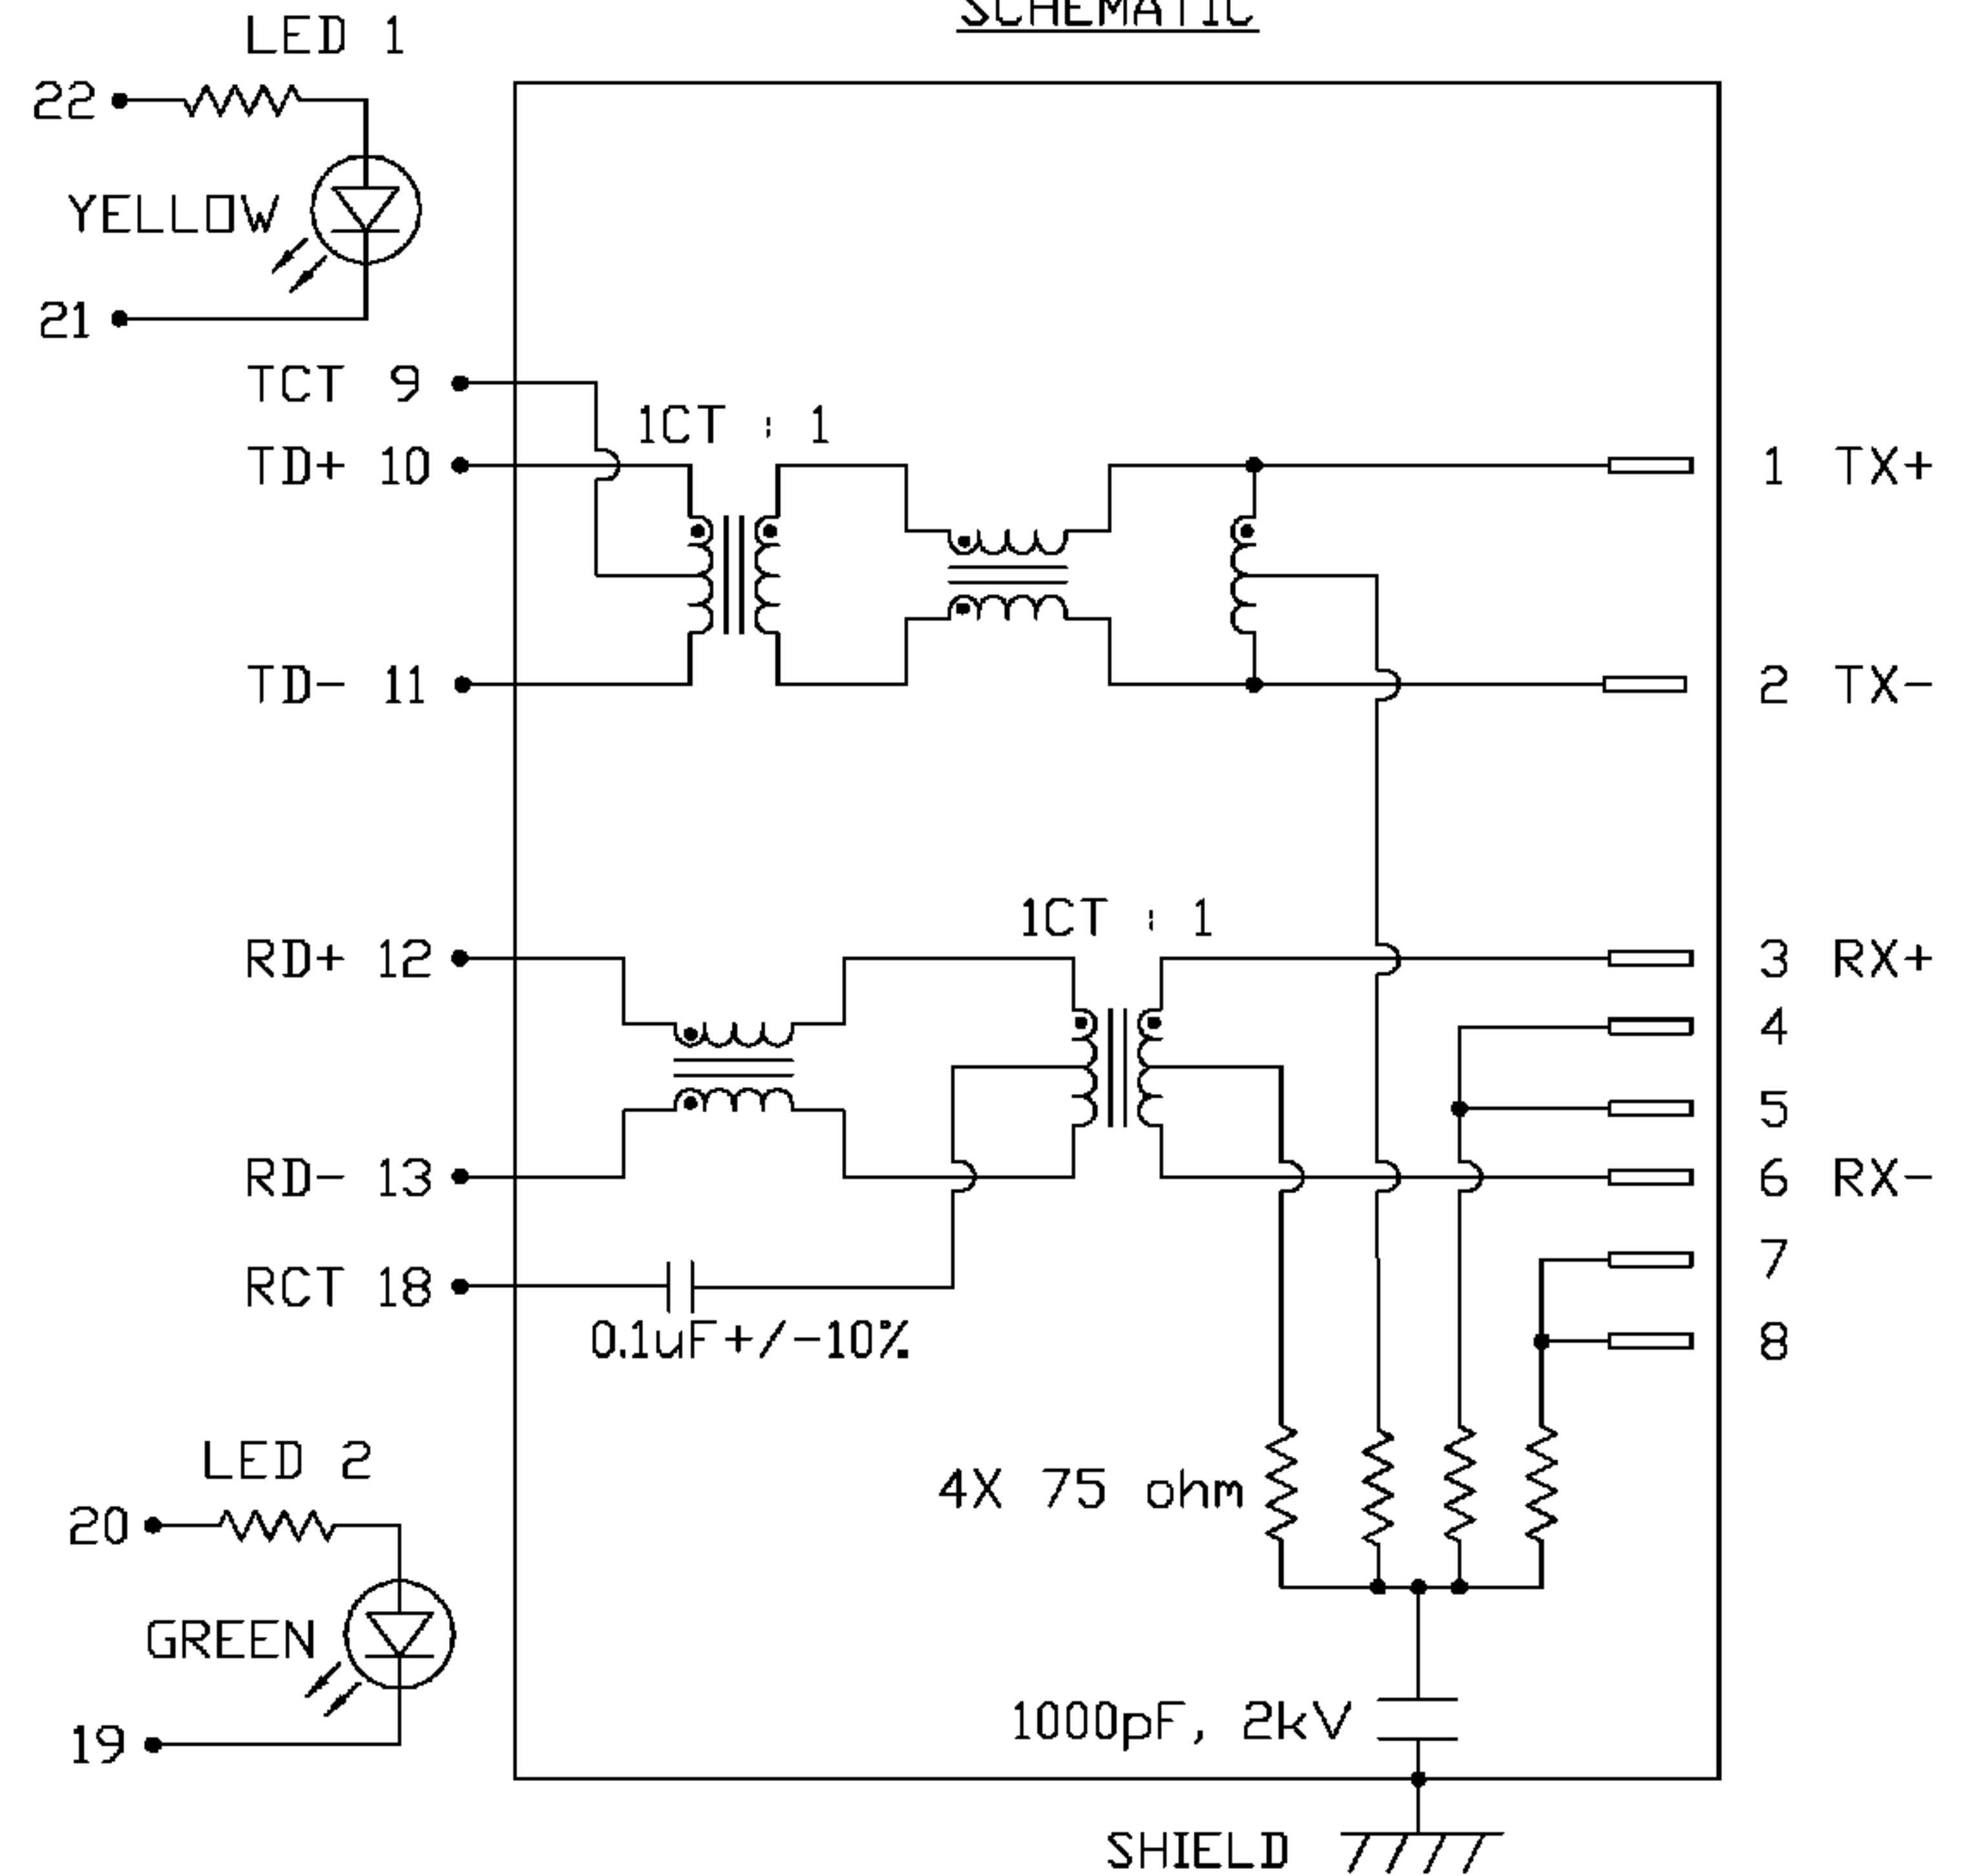 SCHEMATIC
LED 1
22
YELLOW
21
TCT 9
1CT : 1
TD+ 10
1 TX+
TD- 11
2 TX-
1CT : 1
RD+ 12
3 RX+
4
5
RD- 13
6 RX-
7
RCT 18
0.1uF+/-10%
8
LED 2
4X 75 ohm
20
GREEN
1000pF, 2kV
19
SHIELD